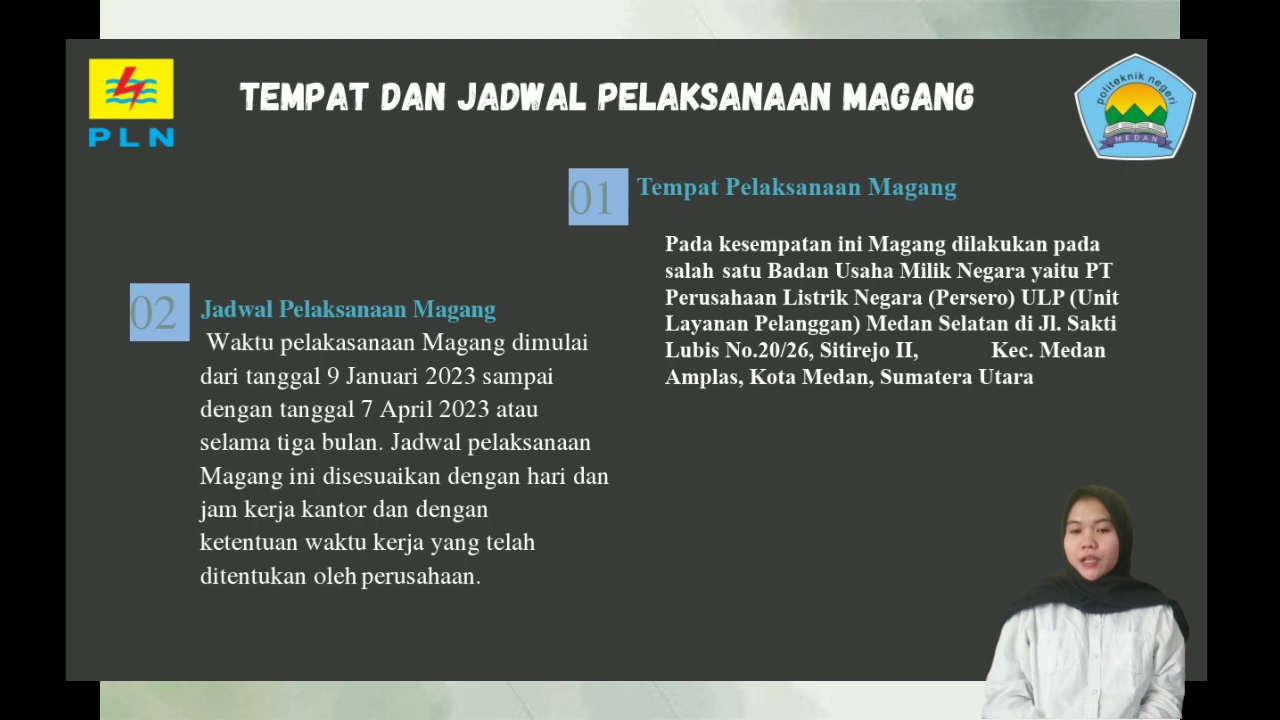 PLN
TEMPAT DAN JADWAL PELAKSANAAN MAGANG
politeknik negeri
MEDAN
01
Tempat Pelaksanaan Magang
Pada kesempatan ini Magang dilakukan pada
salah satu Badan Usaha Milik Negara yaitu PT
Perusahaan Listrik Negara (Persero) ULP (Unit
Layanan Pelanggan) Medan Selatan di Jl. Sakti
Lubis No.20/26, Sitirejo II, Kec. Medan
Amplas, Kota Medan, Sumatera Utara
02
Jadwal Pelaksanaan Magang
Waktu pelakasanaan Magang dimulai
dari tanggal 9 Januari 2023 sampai
dengan tanggal 7 April 2023 atau
selama tiga bulan. Jadwal pelaksanaan
Magang ini disesuaikan dengan hari dan
jam kerja kantor dan dengan
ketentuan waktu kerja yang telah
ditentukan oleh perusahaan.